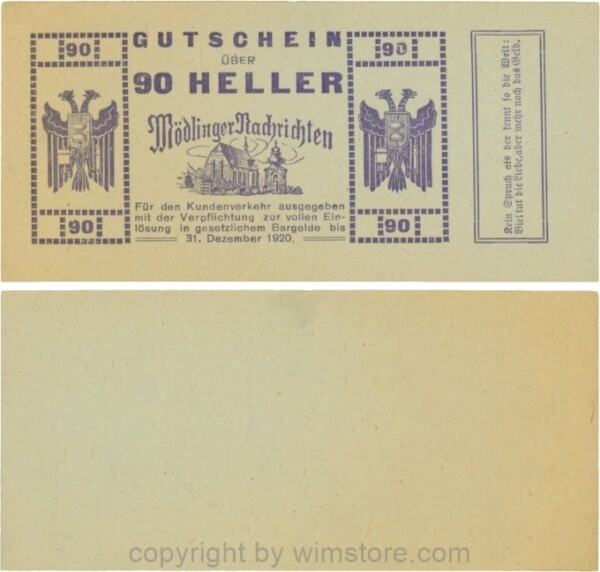 90
GUTSCHEIN
90
ÜBER
90 HELLER
Mödlinger Nachrichten
Für den Kundenverkehr ausgegeben
mit der Verpflichtung zur vollen Ein-
lösung in gesetzlichem Bargelde bis
31. Dezember 1920.
90
90
Kein Spruch als der kennt so die Welt:
Viel tut die Liebe, aber mehr noch das Geld.
copyright by wimstore.com